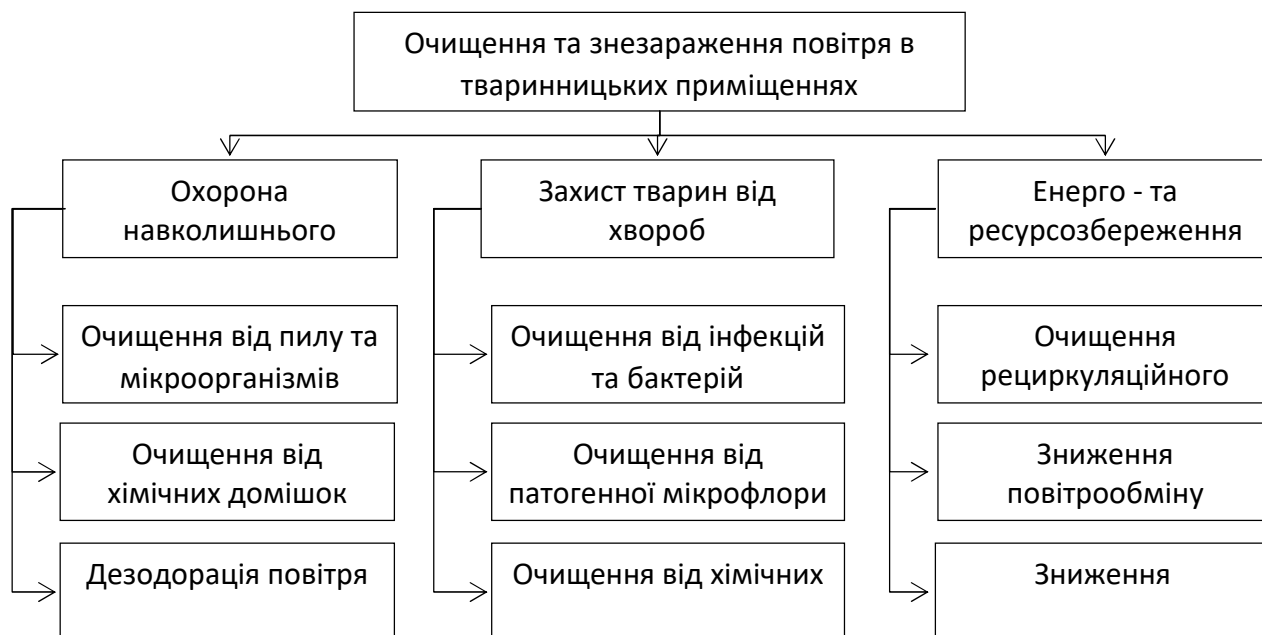 Очищення та знезараження повітря в
тваринницьких приміщеннях
Охорона
навколишнього
Захист тварин від
хвороб
Енерго - та
ресурсозбереження
Очищення від пилу та
мікроорганізмів
Очищення від інфекцій
та бактерій
Очищення
рециркуляційного
Очищення від
хімічних домішок
Очищення від
патогенної мікрофлори
Зниження
повітрообміну
Дезодорація повітря
Очищення від хімічних
Зниження